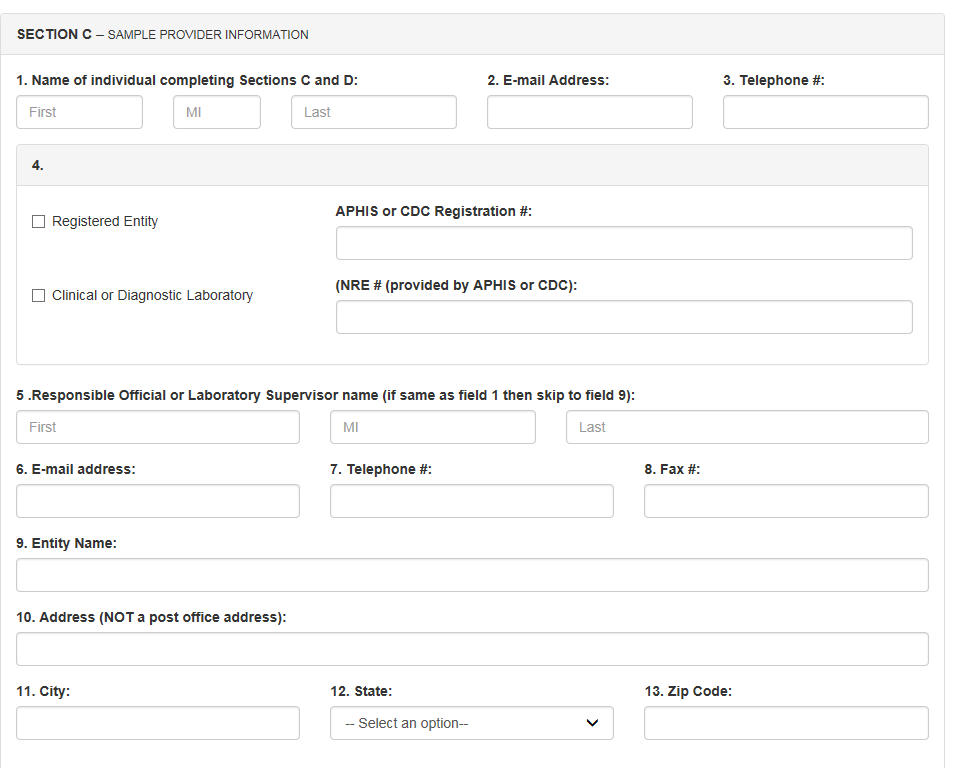 SECTION C – SAMPLE PROVIDER INFORMATION
1. Name of individual completing Sections C and D: 2. E-mail Address: 3. Telephone #:
First MI Last
4.
Registered Entity APHIS or CDC Registration #:
Clinical or Diagnostic Laboratory (NRE # (provided by APHIS or CDC):
5 .Responsible Official or Laboratory Supervisor name (if same as field 1 then skip to field 9):
First MI Last
6. E-mail address: 7. Telephone #: 8. Fax #:
9. Entity Name:
10. Address (NOT a post office address):
11. City: 12. State: 13. Zip Code:
-- Select an option--